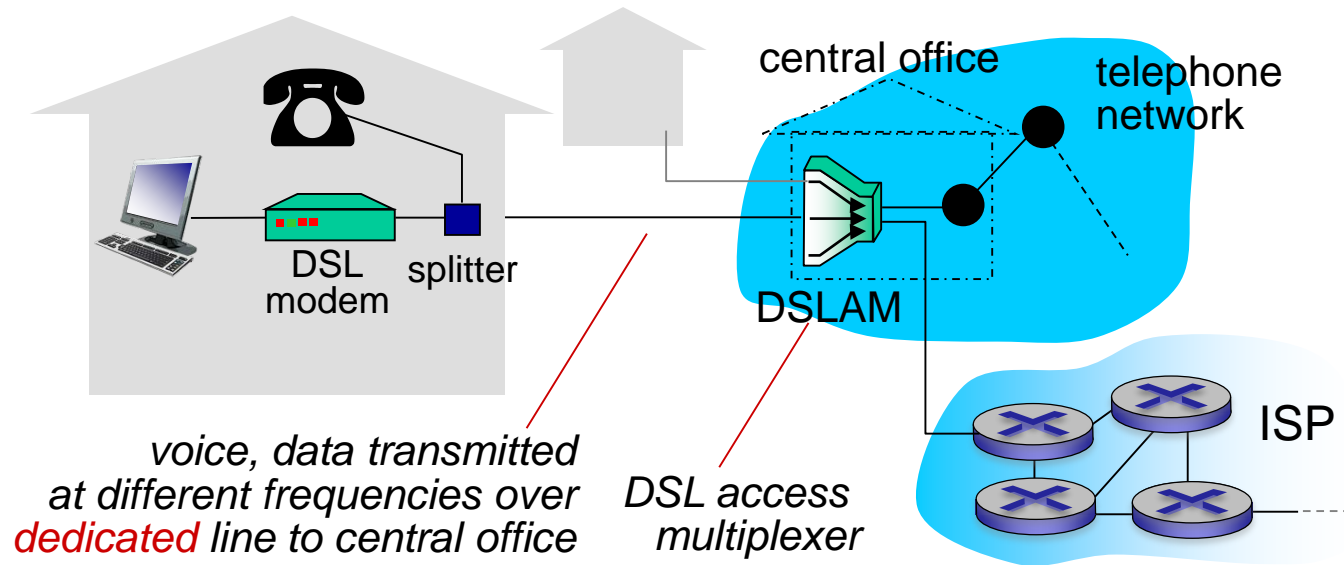 central office
telephone
network
DSL
modem
splitter
DSLAM
ISP
voice, data transmitted
at different frequencies over
dedicated line to central office
DSL access
multiplexer